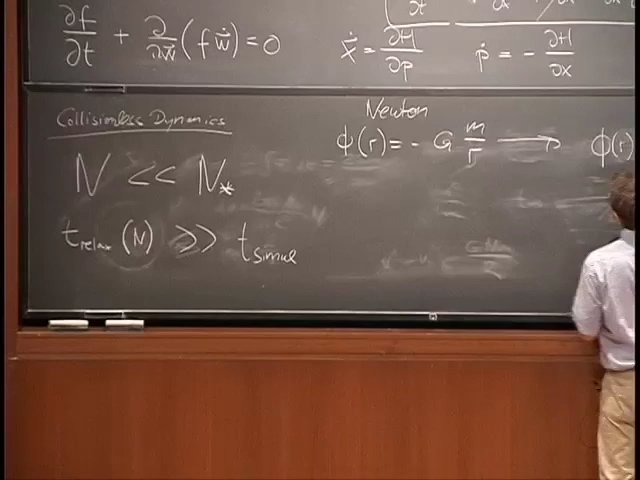 ∂f/∂t + ∂/∂w⃗ (f ẇ⃗) = 0
ẋ = ∂H/∂p ṗ = - ∂H/∂x
Collisionless Dynamics
N << N*
t_relax (N) >> t_simul
Newton
ϕ(r) = - G m/r → ϕ(r)